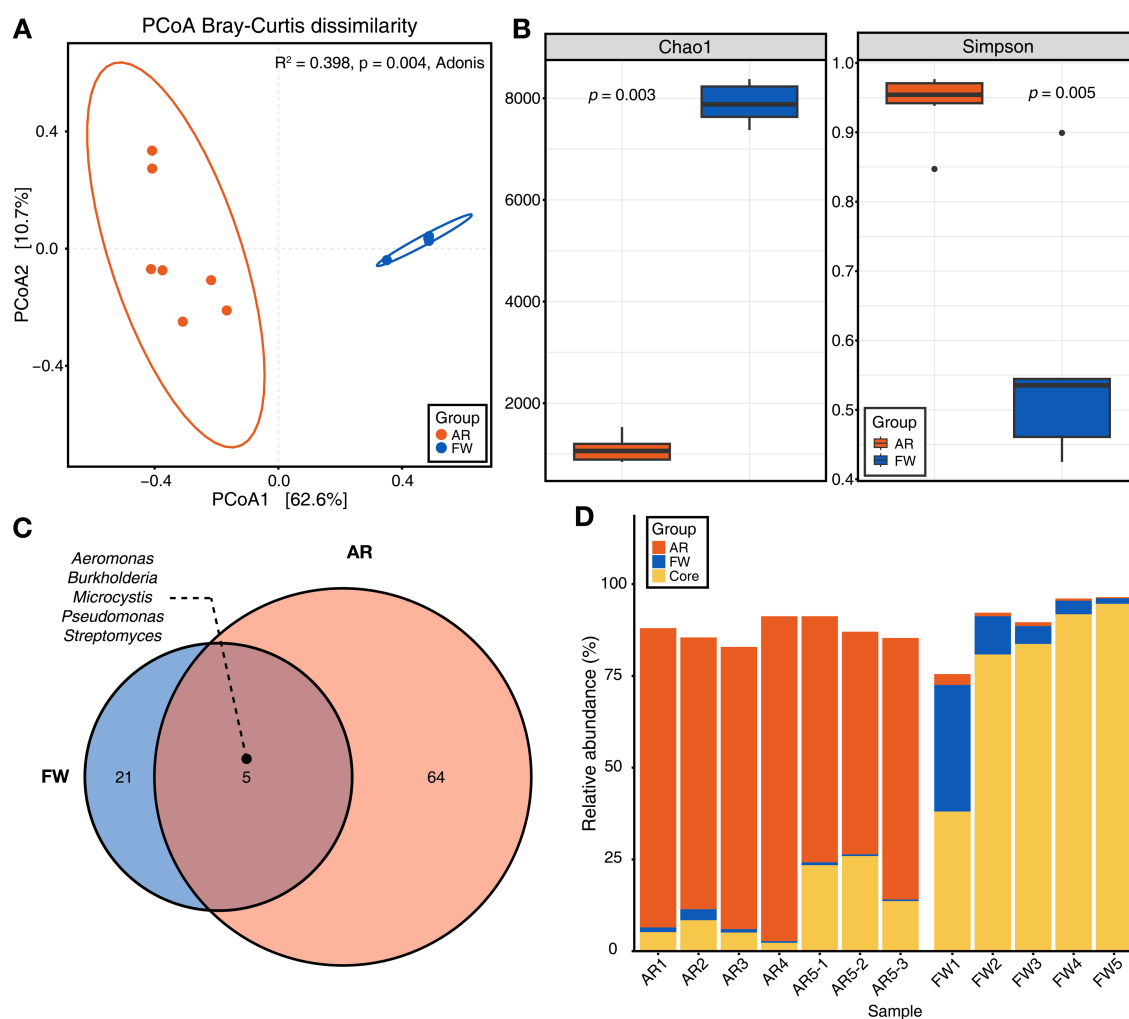 A
PCoA Bray-Curtis dissimilarity
R² = 0.398, p = 0.004, Adonis
0.4
0.0
−0.4
PCoA2 [10.7%]
−0.4
0.0
0.4
PCoA1 [62.6%]
Group
AR
FW
B
Chao1
p = 0.003
8000
6000
4000
2000
Simpson
p = 0.005
1.0
0.9
0.8
0.7
0.6
0.5
0.4
Group
AR
FW
C
AR
Aeromonas
Burkholderia
Microcystis
Pseudomonas
Streptomyces
FW
21
5
64
D
Group
AR
FW
Core
100
75
50
25
0
Relative abundance (%)
AR1
AR2
AR3
AR4
AR5-1
AR5-2
AR5-3
FW1
FW2
FW3
FW4
FW5
Sample